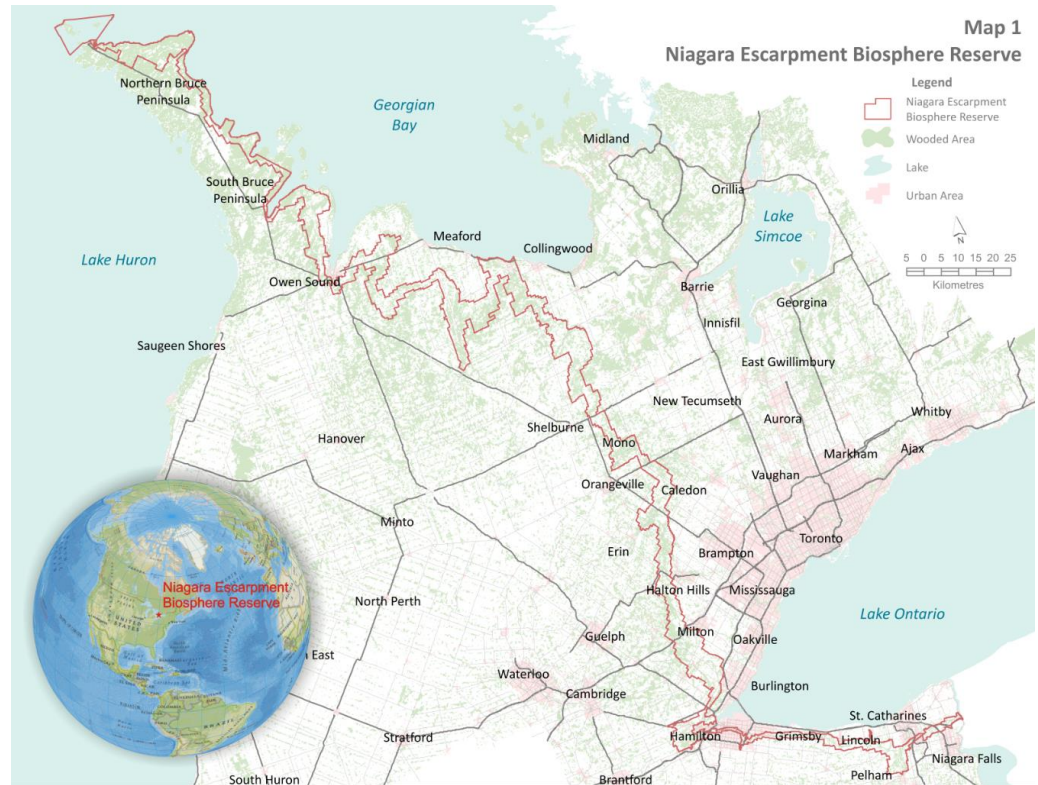 Map 1
Niagara Escarpment Biosphere Reserve
Legend
Niagara Escarpment
Biosphere Reserve
Wooded Area
Lake
Urban Area
N
5 0 5 10 15 20 25
Kilometres
Northern Bruce
Peninsula
Georgian
Bay
Midland
South Bruce
Peninsula
Orillia
Lake
Simcoe
Meaford
Collingwood
Lake Huron
Owen Sound
Barrie
Georgina
Innisfil
Saugeen Shores
East Gwillimbury
New Tecumseth
Aurora
Whitby
Shelburne
Hanover
Mono
Markham
Ajax
Vaughan
Orangeville
Caledon
Minto
Toronto
Erin
Brampton
Niagara Escarpment
Biosphere Reserve
UNITED
STATES
BRAZIL
North Perth
Halton Hills
Mississauga
Lake Ontario
Guelph
Milton
Oakville
East
Waterloo
Cambridge
Burlington
St. Catharines
Stratford
Hamilton
Grimsby
Lincoln
Niagara Falls
Pelham
South Huron
Brantford